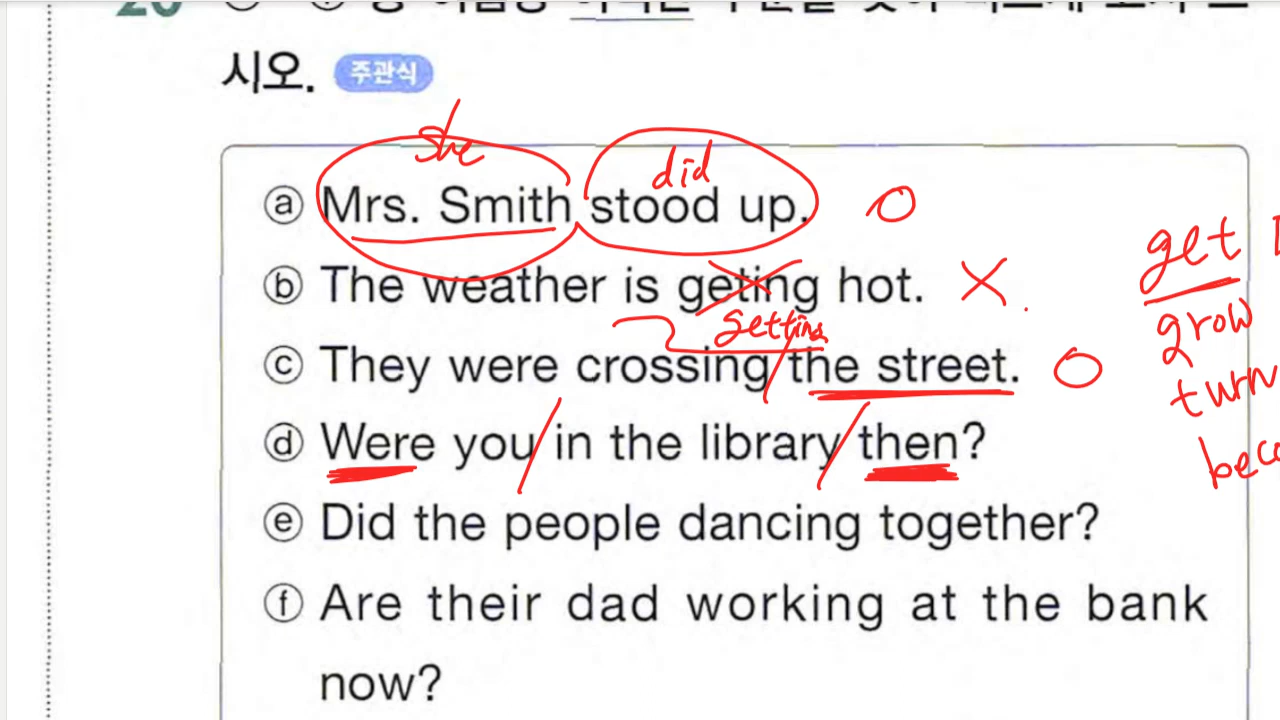 시오. 주관식
she
did
ⓐ Mrs. Smith stood up. O
ⓑ The weather is geting hot. X
getting
ⓒ They were crossing the street. O
ⓓ Were you in the library then?
ⓔ Did the people dancing together?
ⓕ Are their dad working at the bank
now?
get
grow
turn